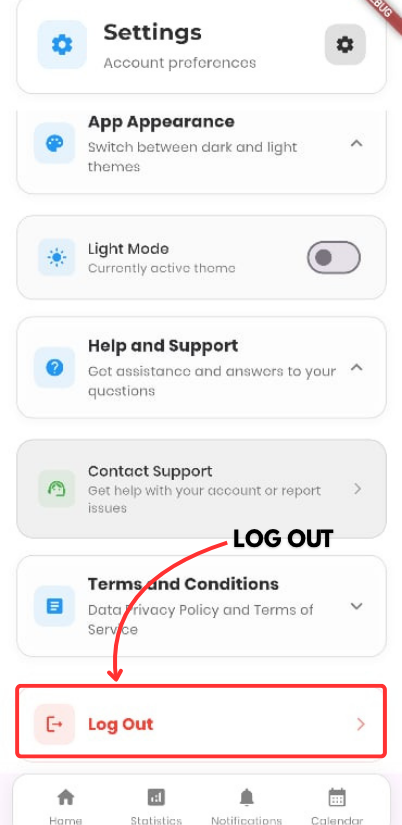 BUG
Settings
Account preferences
App Appearance
Switch between dark and light
themes
Light Mode
Currently active theme
Help and Support
Get assistance and answers to your
questions
Contact Support
Get help with your account or report
issues
LOG OUT
Terms and Conditions
Data Privacy Policy and Terms of
Service
Log Out
Home
Statistics
Notifications
Calendar